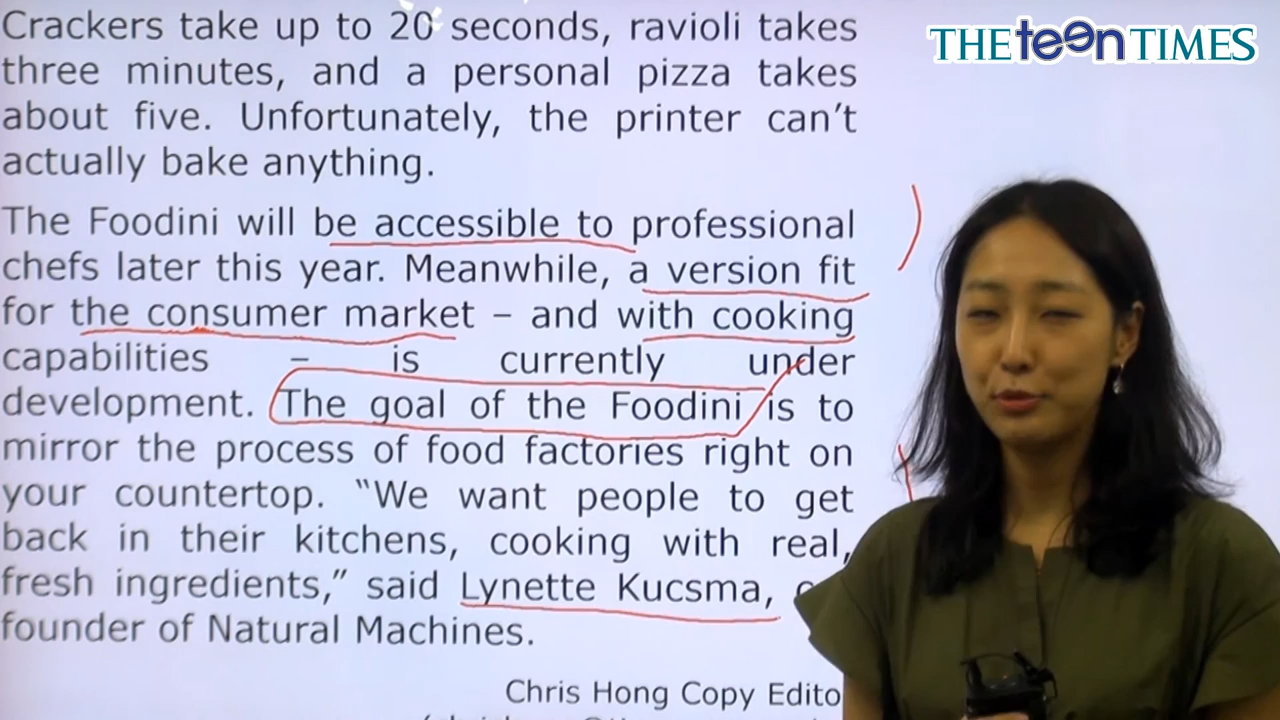 THE teen TIMES
Crackers take up to 20 seconds, ravioli takes
three minutes, and a personal pizza takes
about five. Unfortunately, the printer can't
actually bake anything.
The Foodini will be accessible to professional
chefs later this year. Meanwhile, a version fit
for the consumer market – and with cooking
capabilities – is currently under
development. The goal of the Foodini is to
mirror the process of food factories right on
your countertop. "We want people to get
back in their kitchens, cooking with real,
fresh ingredients," said Lynette Kucsma,
founder of Natural Machines.
Chris Hong Copy Edito